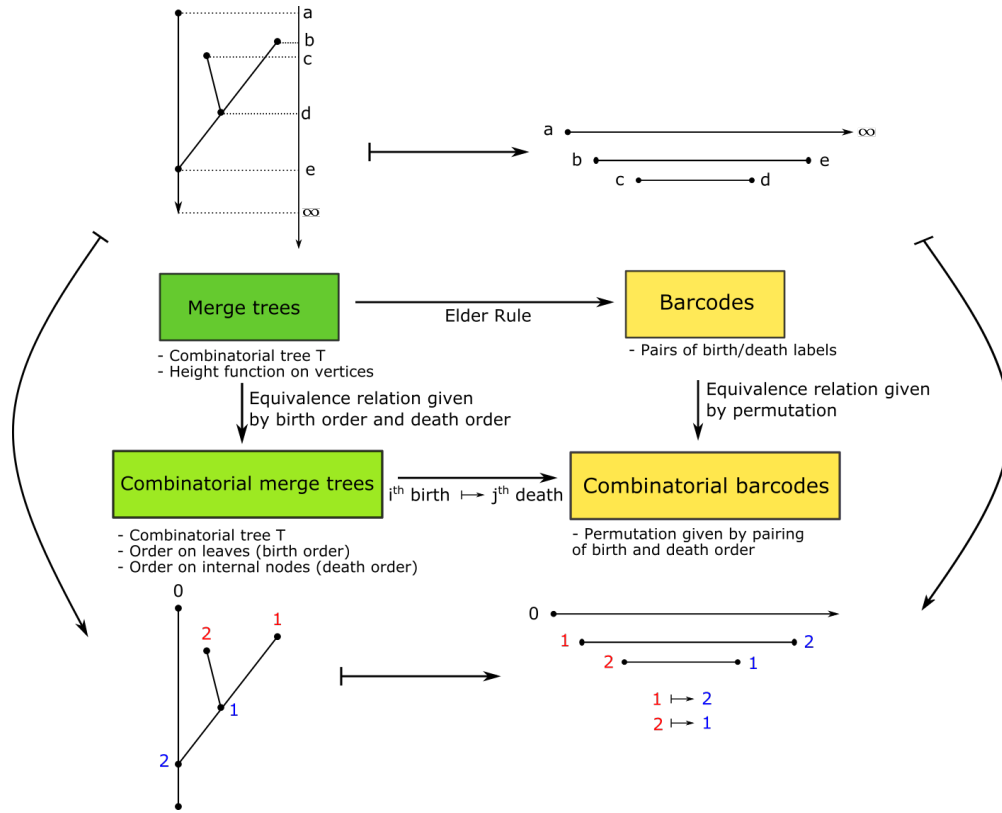 a
b
c
d
e
∞
a
∞
b
e
c
d
Merge trees
Elder Rule
Barcodes
- Combinatorial tree T
- Height function on vertices
- Pairs of birth/death labels
Equivalence relation given
by birth order and death order
Equivalence relation given
by permutation
Combinatorial merge trees
iᵗʰ birth ↦ jᵗʰ death
Combinatorial barcodes
- Combinatorial tree T
- Order on leaves (birth order)
- Order on internal nodes (death order)
- Permutation given by pairing
of birth and death order
0
1
2
1
2
0
1
2
2
1
1 ↦ 2
2 ↦ 1